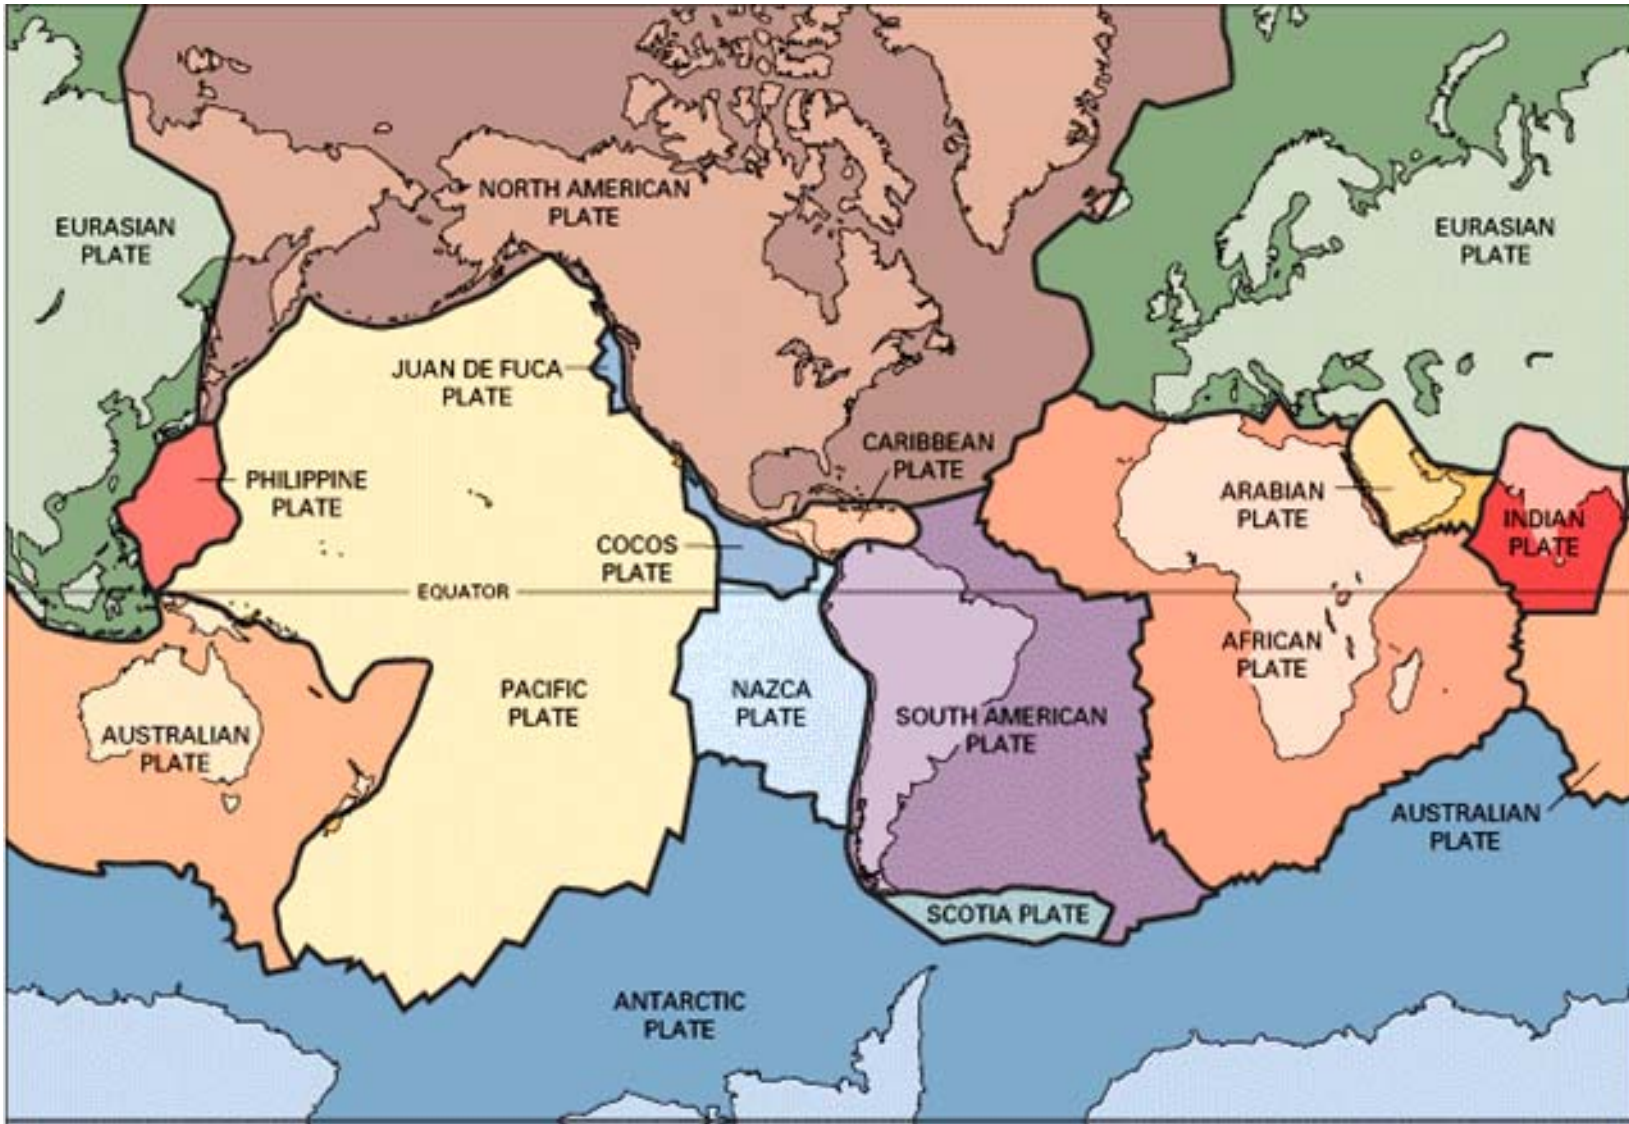 NORTH AMERICAN
PLATE
EURASIAN
PLATE
EURASIAN
PLATE
JUAN DE FUCA
PLATE
CARIBBEAN
PLATE
PHILIPPINE
PLATE
ARABIAN
PLATE
INDIAN
PLATE
COCOS
PLATE
EQUATOR
AFRICAN
PLATE
PACIFIC
PLATE
NAZCA
PLATE
SOUTH AMERICAN
PLATE
AUSTRALIAN
PLATE
AUSTRALIAN
PLATE
SCOTIA PLATE
ANTARCTIC
PLATE